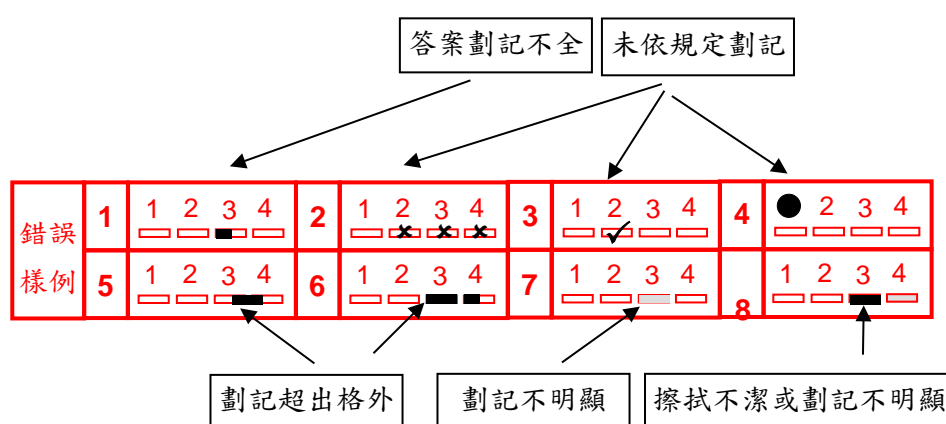 答案劃記不全 未依規定劃記
錯誤樣例
1 1 2 3 4 2 1 2 3 4 3 1 2 3 4 4 2 3 4
5 1 2 3 4 6 1 2 3 4 7 1 2 3 4 8 1 2 3 4
劃記超出格外 劃記不明顯 擦拭不潔或劃記不明顯